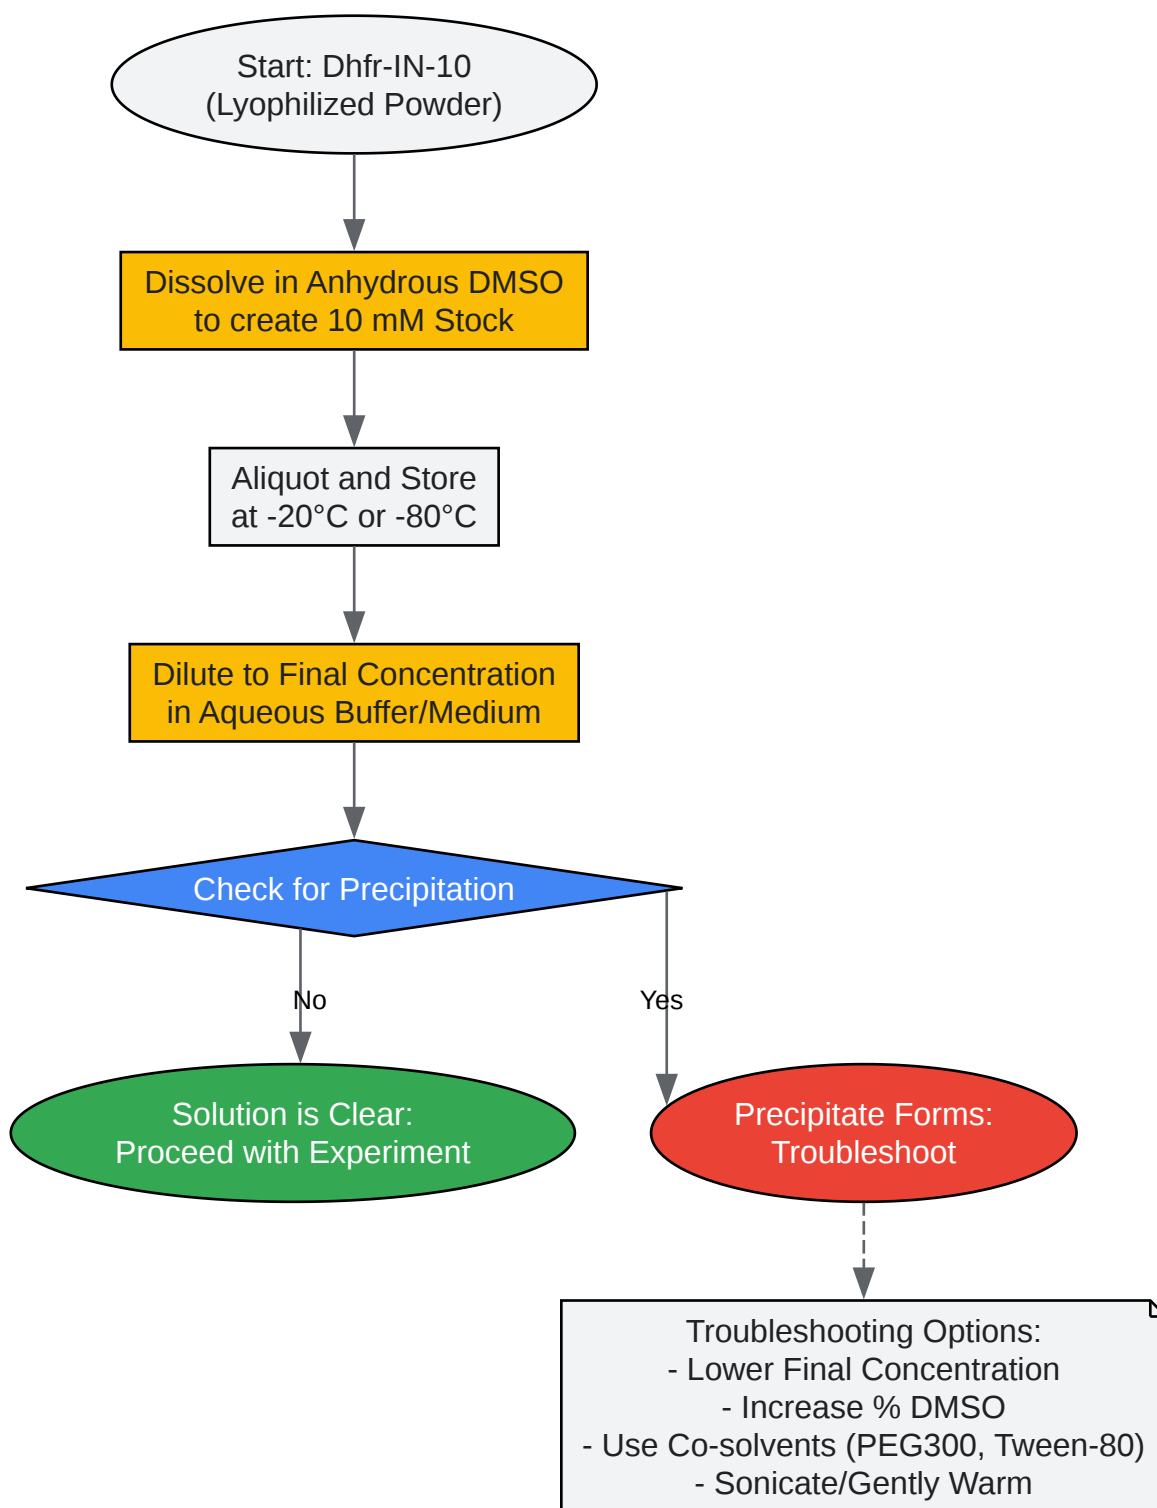 Start: Dhfr-IN-10
(Lyophilized Powder)
Dissolve in Anhydrous DMSO
to create 10 mM Stock
Aliquot and Store
at -20°C or -80°C
Dilute to Final Concentration
in Aqueous Buffer/Medium
Check for Precipitation
No
Yes
Solution is Clear:
Proceed with Experiment
Precipitate Forms:
Troubleshoot
Troubleshooting Options:
- Lower Final Concentration
- Increase % DMSO
- Use Co-solvents (PEG300, Tween-80)
- Sonicate/Gently Warm